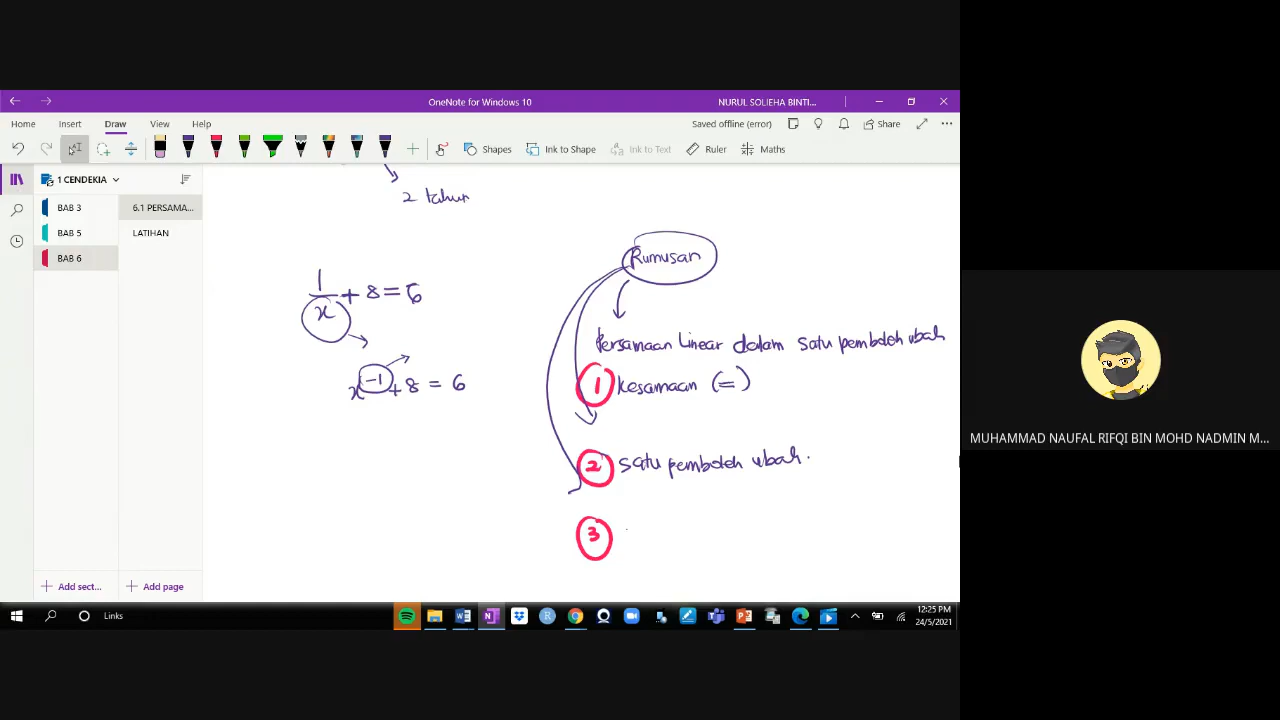 OneNote for Windows 10
NURUL SOLIEHA BINTI...
Home Insert Draw View Help
Saved offline (error)
Share
Shapes
Ink to Shape
Ink to Text
Ruler
Maths
1 CENDEKIA
BAB 3
BAB 5
BAB 6
6.1 PERSAMA...
LATIHAN
2 tahun
1/x + 8 = 6
x^-1 + 8 = 6
Rumusan
Persamaan Linear dalam satu pemboleh ubah
1 kesamaan (=)
2 satu pemboleh ubah.
3
Add sect...
Add page
Links
12:25 PM
24/5/2021
MUHAMMAD NAUFAL RIFQI BIN MOHD NADMIN M...